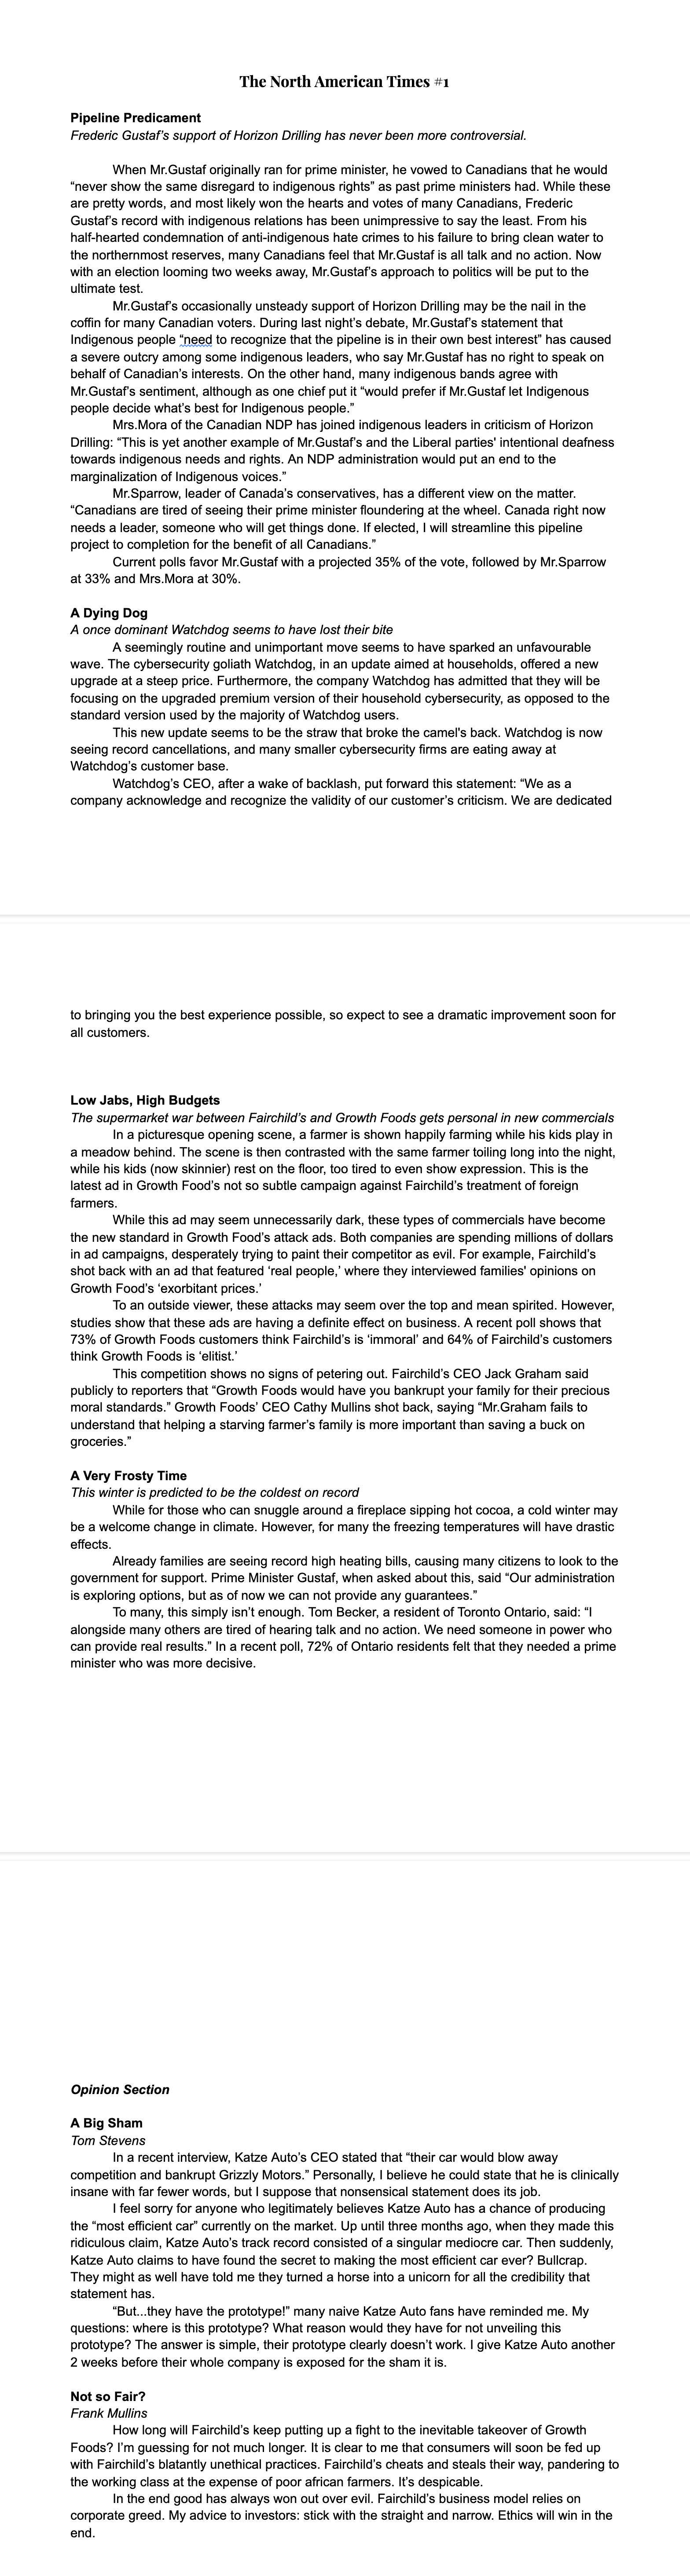 The North American Times #1
Pipeline Predicament
Frederic Gustaf’s support of Horizon Drilling has never been more controversial.
When Mr.Gustaf originally ran for prime minister, he vowed to Canadians that he would
“never show the same disregard to indigenous rights” as past prime ministers had. While these
are pretty words, and most likely won the hearts and votes of many Canadians, Frederic
Gustaf’s record with indigenous relations has been unimpressive to say the least. From his
half-hearted condemnation of anti-indigenous hate crimes to his failure to bring clean water to
the northernmost reserves, many Canadians feel that Mr.Gustaf is all talk and no action. Now
with an election looming two weeks away, Mr.Gustaf’s approach to politics will be put to the
ultimate test.
Mr.Gustaf’s occasionally unsteady support of Horizon Drilling may be the nail in the
coffin for many Canadian voters. During last night’s debate, Mr.Gustaf’s statement that
Indigenous people “need to recognize that the pipeline is in their own best interest” has caused
a severe outcry among some indigenous leaders, who say Mr.Gustaf has no right to speak on
behalf of Canadian’s interests. On the other hand, many indigenous bands agree with
Mr.Gustaf’s sentiment, although as one chief put it “would prefer if Mr.Gustaf let Indigenous
people decide what’s best for Indigenous people.”
Mrs.Mora of the Canadian NDP has joined indigenous leaders in criticism of Horizon
Drilling: “This is yet another example of Mr.Gustaf’s and the Liberal parties' intentional deafness
towards indigenous needs and rights. An NDP administration would put an end to the
marginalization of Indigenous voices.”
Mr.Sparrow, leader of Canada’s conservatives, has a different view on the matter.
“Canadians are tired of seeing their prime minister floundering at the wheel. Canada right now
needs a leader, someone who will get things done. If elected, I will streamline this pipeline
project to completion for the benefit of all Canadians.”
Current polls favor Mr.Gustaf with a projected 35% of the vote, followed by Mr.Sparrow
at 33% and Mrs.Mora at 30%.
A Dying Dog
A once dominant Watchdog seems to have lost their bite
A seemingly routine and unimportant move seems to have sparked an unfavourable
wave. The cybersecurity goliath Watchdog, in an update aimed at households, offered a new
upgrade at a steep price. Furthermore, the company Watchdog has admitted that they will be
focusing on the upgraded premium version of their household cybersecurity, as opposed to the
standard version used by the majority of Watchdog users.
This new update seems to be the straw that broke the camel's back. Watchdog is now
seeing record cancellations, and many smaller cybersecurity firms are eating away at
Watchdog’s customer base.
Watchdog’s CEO, after a wake of backlash, put forward this statement: “We as a
company acknowledge and recognize the validity of our customer’s criticism. We are dedicated
to bringing you the best experience possible, so expect to see a dramatic improvement soon for
all customers.
Low Jabs, High Budgets
The supermarket war between Fairchild’s and Growth Foods gets personal in new commercials
In a picturesque opening scene, a farmer is shown happily farming while his kids play in
a meadow behind. The scene is then contrasted with the same farmer toiling long into the night,
while his kids (now skinnier) rest on the floor, too tired to even show expression. This is the
latest ad in Growth Food’s not so subtle campaign against Fairchild’s treatment of foreign
farmers.
While this ad may seem unnecessarily dark, these types of commercials have become
the new standard in Growth Food’s attack ads. Both companies are spending millions of dollars
in ad campaigns, desperately trying to paint their competitor as evil. For example, Fairchild’s
shot back with an ad that featured ‘real people,’ where they interviewed families' opinions on
Growth Food’s ‘exorbitant prices.’
To an outside viewer, these attacks may seem over the top and mean spirited. However,
studies show that these ads are having a definite effect on business. A recent poll shows that
73% of Growth Foods customers think Fairchild’s is ‘immoral’ and 64% of Fairchild’s customers
think Growth Foods is ‘elitist.’
This competition shows no signs of petering out. Fairchild’s CEO Jack Graham said
publicly to reporters that “Growth Foods would have you bankrupt your family for their precious
moral standards.” Growth Foods’ CEO Cathy Mullins shot back, saying “Mr.Graham fails to
understand that helping a starving farmer’s family is more important than saving a buck on
groceries.”
A Very Frosty Time
This winter is predicted to be the coldest on record
While for those who can snuggle around a fireplace sipping hot cocoa, a cold winter may
be a welcome change in climate. However, for many the freezing temperatures will have drastic
effects.
Already families are seeing record high heating bills, causing many citizens to look to the
government for support. Prime Minister Gustaf, when asked about this, said “Our administration
is exploring options, but as of now we can not provide any guarantees.”
To many, this simply isn’t enough. Tom Becker, a resident of Toronto Ontario, said: “I
alongside many others are tired of hearing talk and no action. We need someone in power who
can provide real results.” In a recent poll, 72% of Ontario residents felt that they needed a prime
minister who was more decisive.
Opinion Section
A Big Sham
Tom Stevens
In a recent interview, Katze Auto’s CEO stated that “their car would blow away
competition and bankrupt Grizzly Motors.” Personally, I believe he could state that he is clinically
insane with far fewer words, but I suppose that nonsensical statement does its job.
I feel sorry for anyone who legitimately believes Katze Auto has a chance of producing
the “most efficient car” currently on the market. Up until three months ago, when they made this
ridiculous claim, Katze Auto’s track record consisted of a singular mediocre car. Then suddenly,
Katze Auto claims to have found the secret to making the most efficient car ever? Bullcrap.
They might as well have told me they turned a horse into a unicorn for all the credibility that
statement has.
“But...they have the prototype!” many naive Katze Auto fans have reminded me. My
questions: where is this prototype? What reason would they have for not unveiling this
prototype? The answer is simple, their prototype clearly doesn’t work. I give Katze Auto another
2 weeks before their whole company is exposed for the sham it is.
Not so Fair?
Frank Mullins
How long will Fairchild’s keep putting up a fight to the inevitable takeover of Growth
Foods? I’m guessing for not much longer. It is clear to me that consumers will soon be fed up
with Fairchild’s blatantly unethical practices. Fairchild’s cheats and steals their way, pandering to
the working class at the expense of poor african farmers. It’s despicable.
In the end good has always won out over evil. Fairchild’s business model relies on
corporate greed. My advice to investors: stick with the straight and narrow. Ethics will win in the
end.